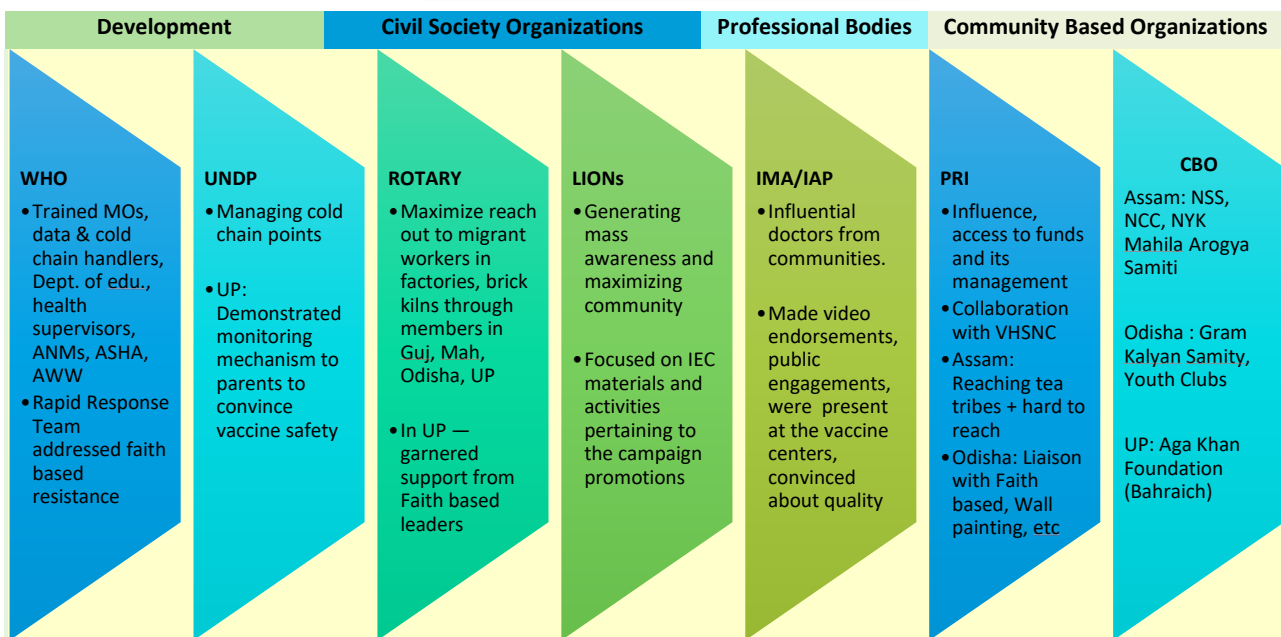 Development
Civil Society Organizations
Professional Bodies
Community Based Organizations
WHO
•Trained MOs,
data & cold
chain handlers,
Dept. of edu.,
health
supervisors,
ANMs, ASHA,
AWW
•Rapid Response
Team
addressed faith
based
resistance
UNDP
•Managing cold
chain points
•UP:
Demonstrated
monitoring
mechanism to
parents to
convince
vaccine safety
ROTARY
•Maximize reach
out to migrant
workers in
factories, brick
kilns through
members in
Guj, Mah,
Odisha, UP
•In UP —
garnered
support from
Faith based
leaders
LIONs
•Generating
mass
awareness and
maximizing
community
•Focused on IEC
materials and
activities
pertaining to
the campaign
promotions
IMA/IAP
•Influential
doctors from
communities.
•Made video
endorsements,
public
engagements,
were present
at the vaccine
centers,
convinced
about quality
PRI
•Influence,
access to funds
and its
management
•Collaboration
with VHSNC
•Assam:
Reaching tea
tribes + hard to
reach
•Odisha: Liaison
with Faith
based, Wall
painting, etc
CBO
Assam: NSS,
NCC, NYK
Mahila Arogya
Samiti
Odisha : Gram
Kalyan Samity,
Youth Clubs
UP: Aga Khan
Foundation
(Bahraich)